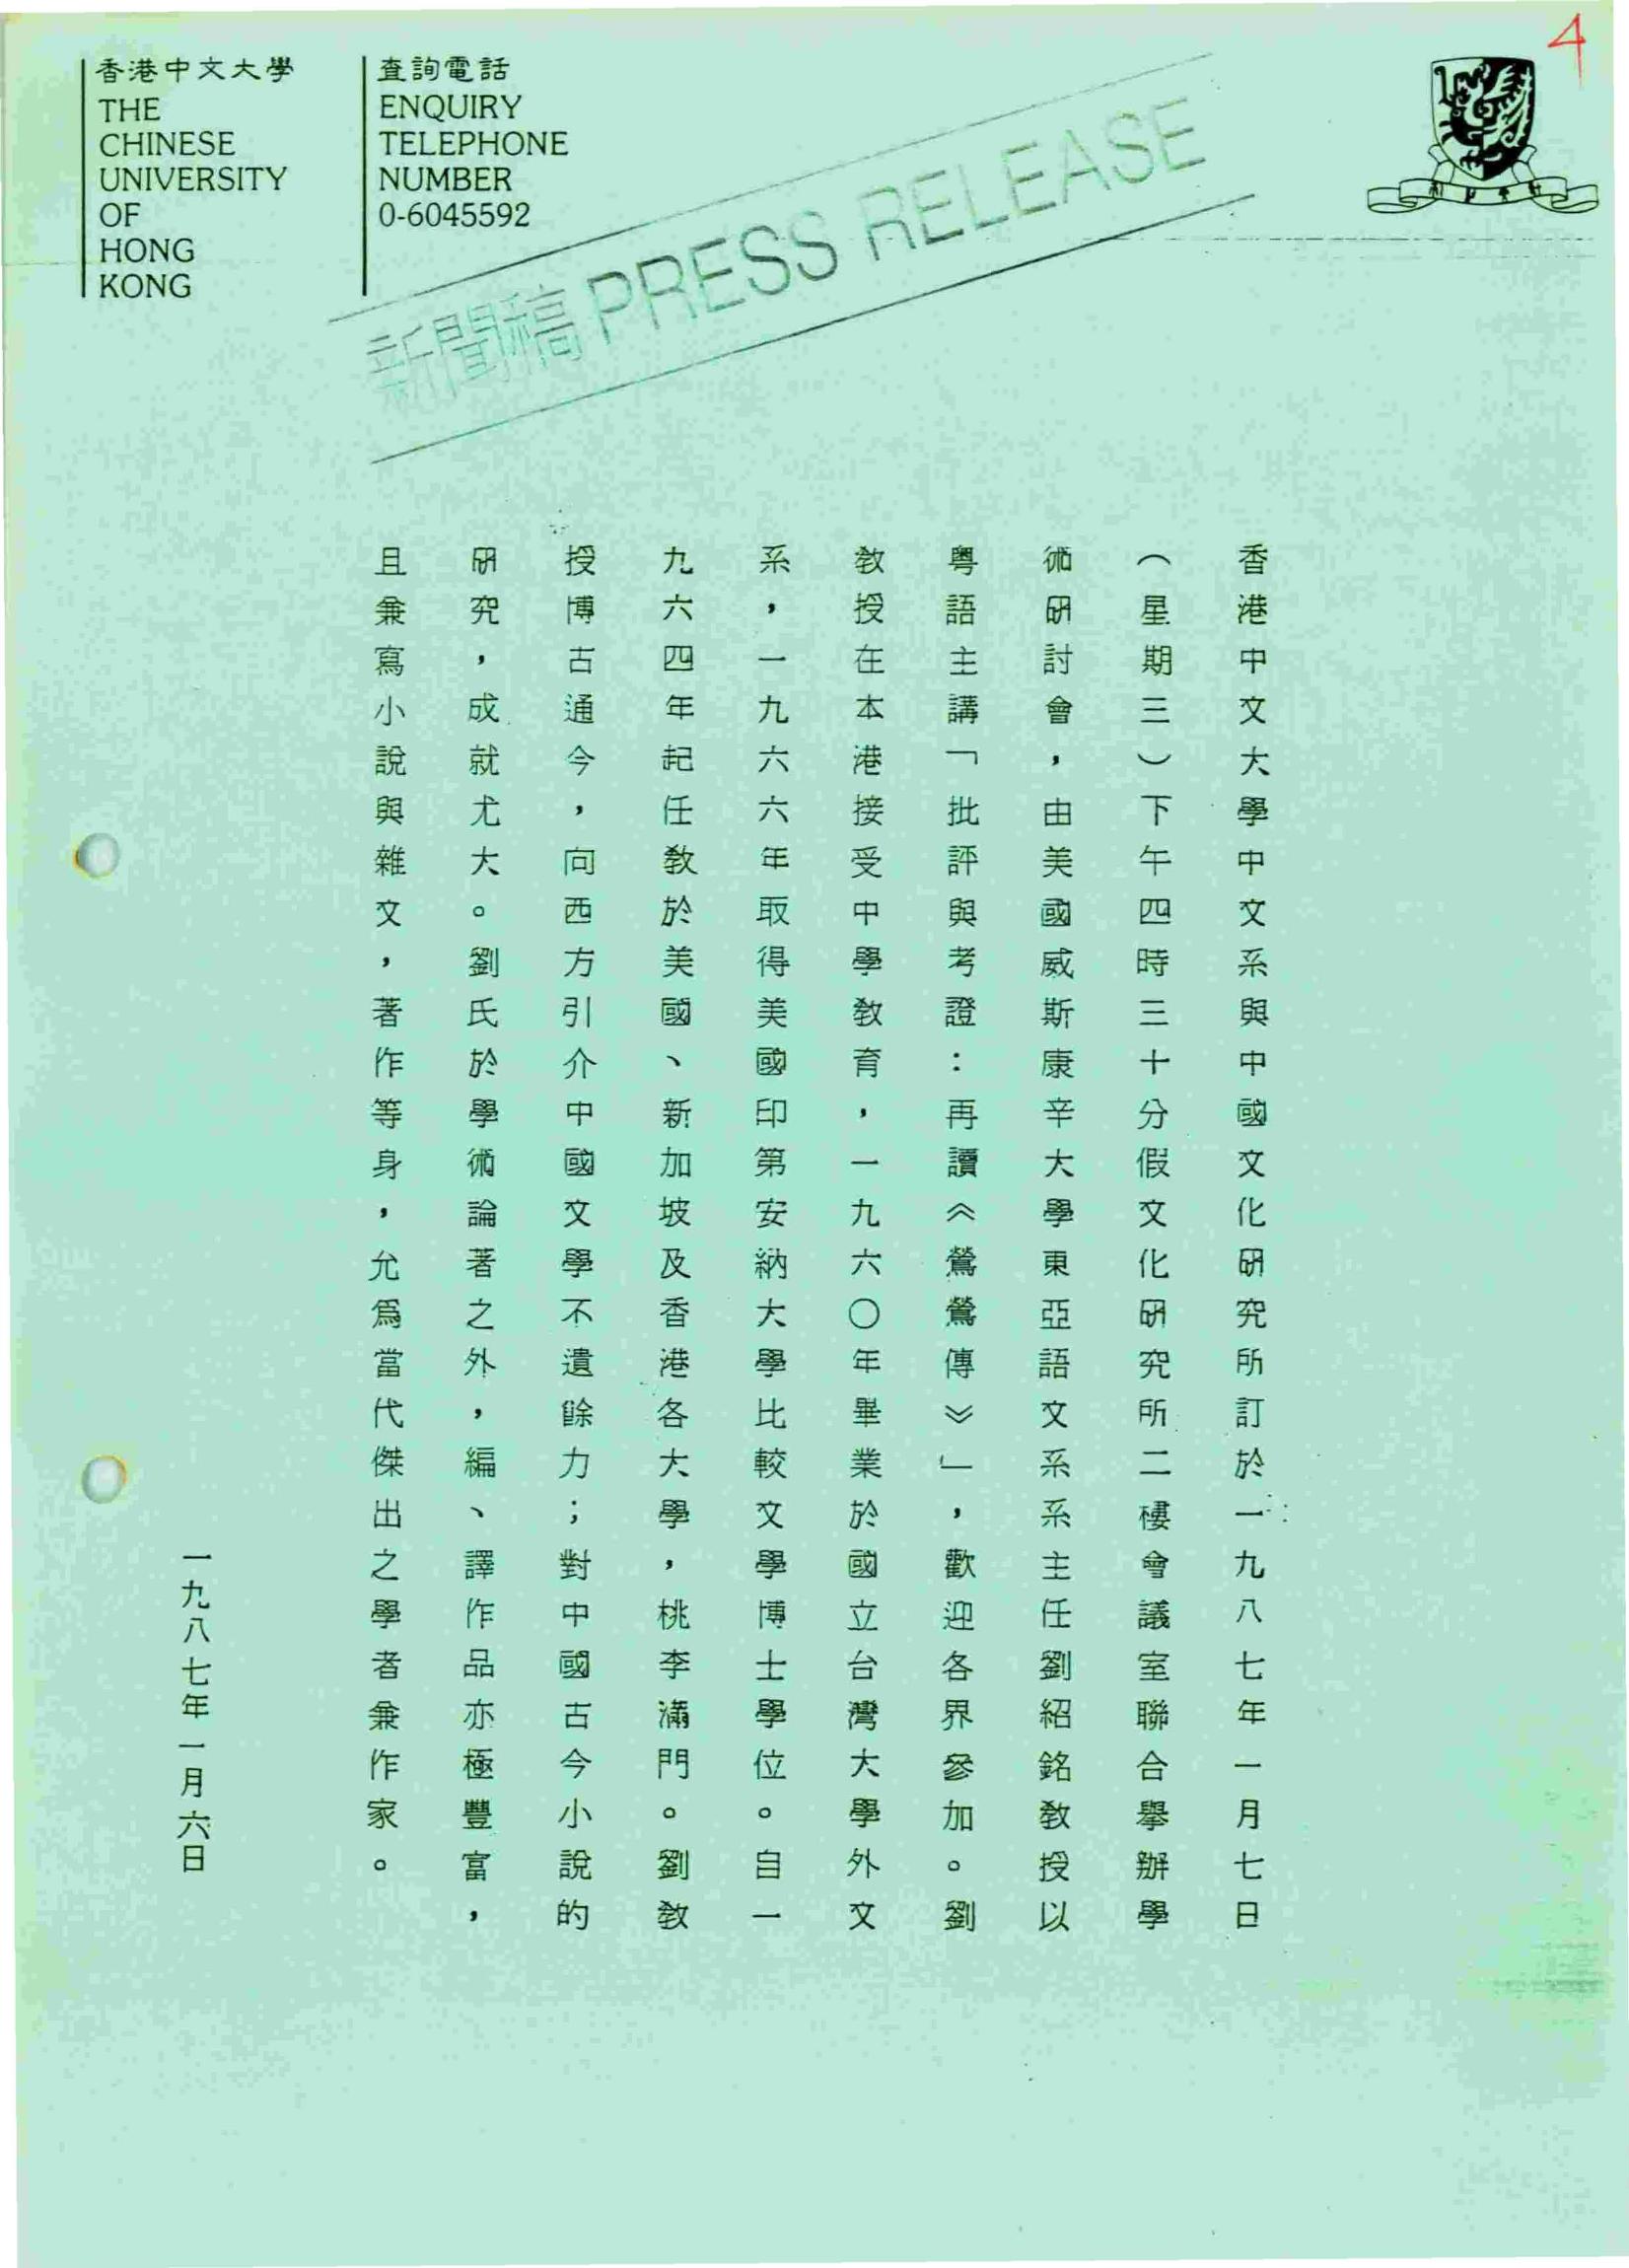 4
香港中文大學
THE
CHINESE
UNIVERSITY
OF
HONG
KONG
查詢電話
ENQUIRY
TELEPHONE
NUMBER
0-6045592
新聞稿 PRESS RELEASE
香港中文大學中文系與中國文化研究所訂於一九八七年一月七日
（星期三）下午四時三十分假文化研究所二樓會議室聯合舉辦學
術研討會，由美國威斯康辛大學東亞語文系系主任劉紹銘教授以
粵語主講「批評與考證：再讀《鶯鶯傳》」，歡迎各界參加。劉
教授在本港接受中學教育，一九六〇年畢業於國立台灣大學外文
系，一九六六年取得美國印第安納大學比較文學博士學位。自一
九六四年起任教於美國、新加坡及香港各大學，桃李滿門。劉教
授博古通今，向西方引介中國文學不遺餘力；對中國古今小說的
研究，成就尤大。劉氏於學術論著之外，編、譯作品亦極豐富，
且兼寫小說與雜文，著作等身，允爲當代傑出之學者兼作家。
一九八七年一月六日